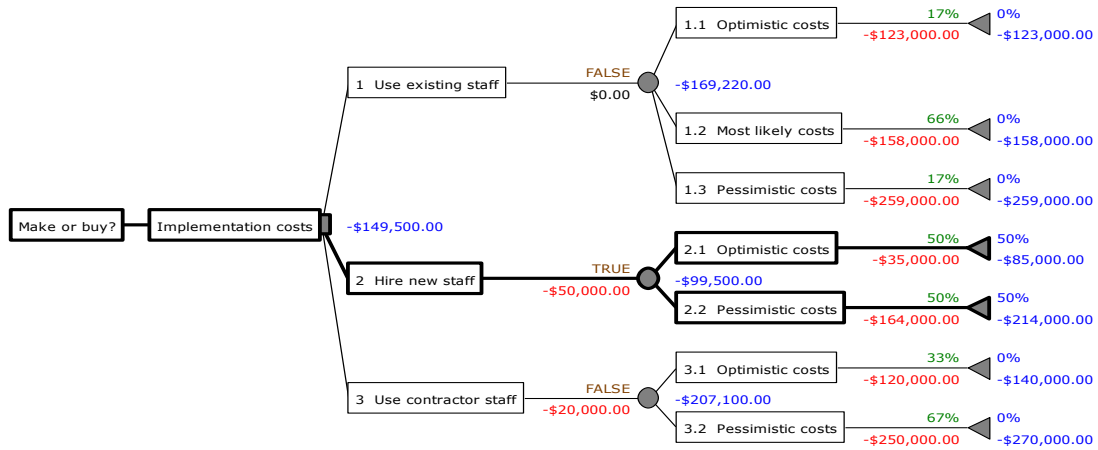 17% 0%
1.1 Optimistic costs
-$123,000.00 -$123,000.00
FALSE
1 Use existing staff
-$169,220.00
$0.00
66% 0%
1.2 Most likely costs
-$158,000.00 -$158,000.00
17% 0%
1.3 Pessimistic costs
-$259,000.00 -$259,000.00
Make or buy? Implementation costs -$149,500.00
50% 50%
2.1 Optimistic costs
-$35,000.00 -$85,000.00
TRUE
2 Hire new staff
-$99,500.00
-$50,000.00
50% 50%
2.2 Pessimistic costs
-$164,000.00 -$214,000.00
33% 0%
3.1 Optimistic costs
-$120,000.00 -$140,000.00
FALSE
3 Use contractor staff
-$207,100.00
-$20,000.00
67% 0%
3.2 Pessimistic costs
-$250,000.00 -$270,000.00